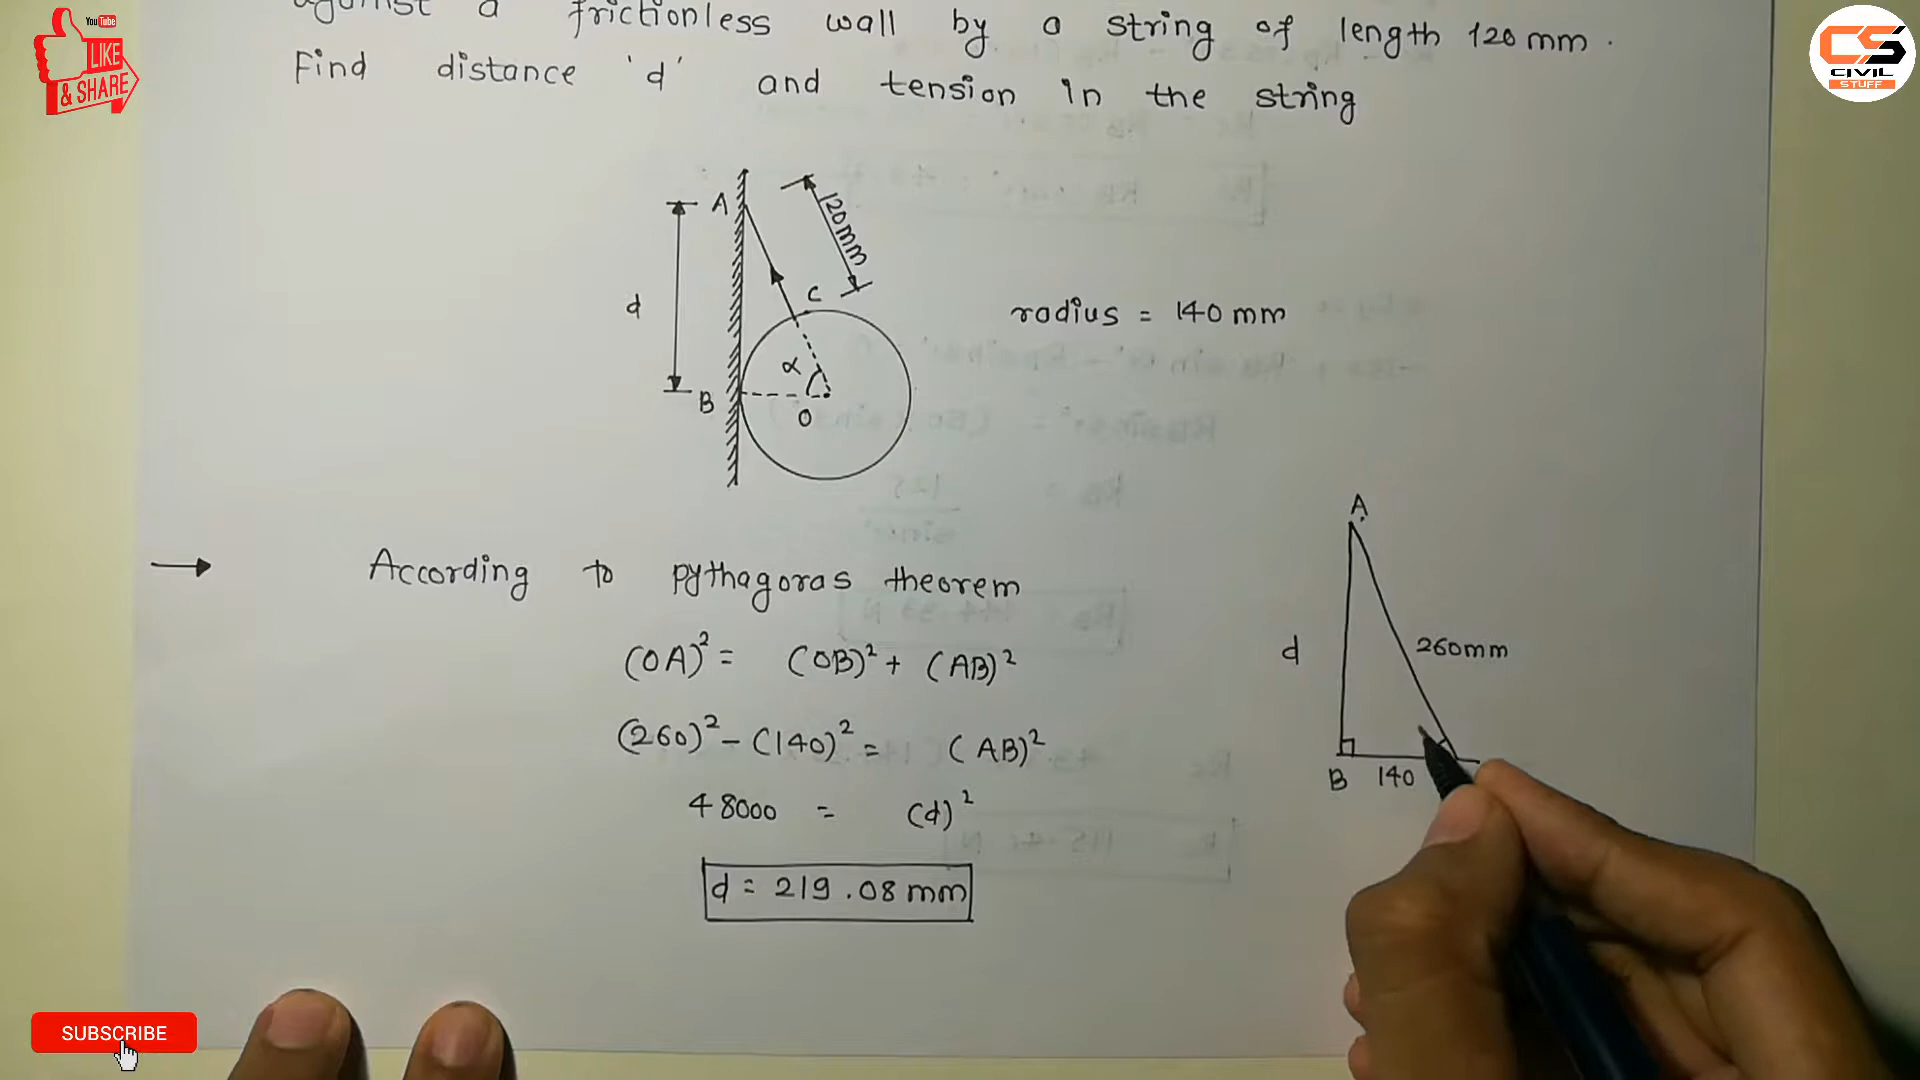 against a frictionless wall by a string of length 120 mm.
Find distance 'd' and tension in the string
YouTube
LIKE
& SHARE
CS
CIVIL
STUFF
A
120mm
d
C
radius = 140 mm
α
B
O
→ According to pythagoras theorem
(OA)² = (OB)² + (AB)²
(260)² - (140)² = (AB)²
48000 = (d)²
d = 219.08 mm
A
d
260mm
B 140
SUBSCRIBE